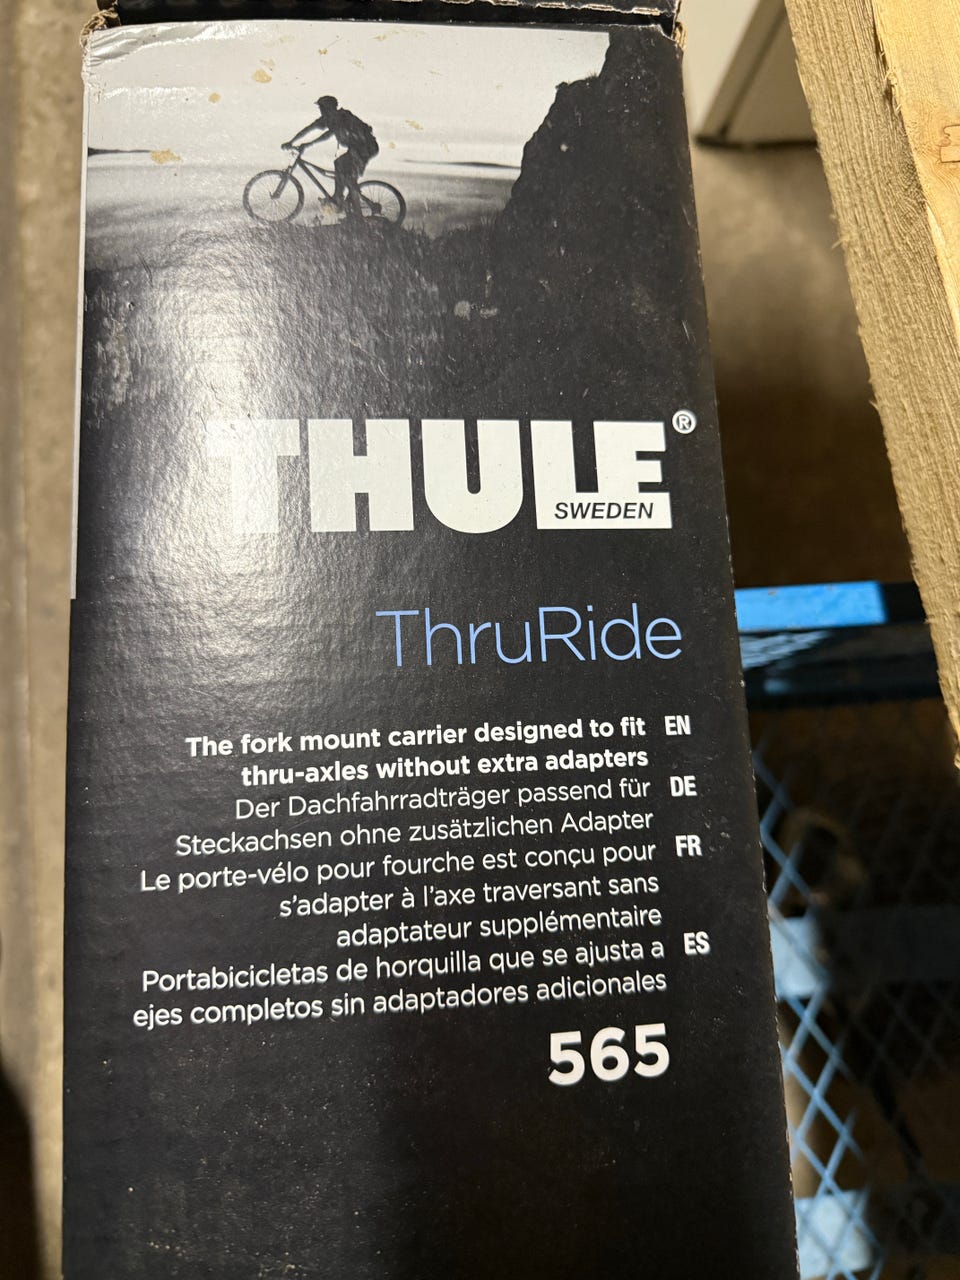 THULE®
SWEDEN
ThruRide
The fork mount carrier designed to fit EN
thru-axles without extra adapters
Der Dachfahrradträger passend für DE
Steckachsen ohne zusätzlichen Adapter
Le porte-vélo pour fourche est conçu pour FR
s'adapter à l'axe traversant sans
adaptateur supplémentaire
Portabicicletas de horquilla que se ajusta a ES
ejes completos sin adaptadores adicionales
565